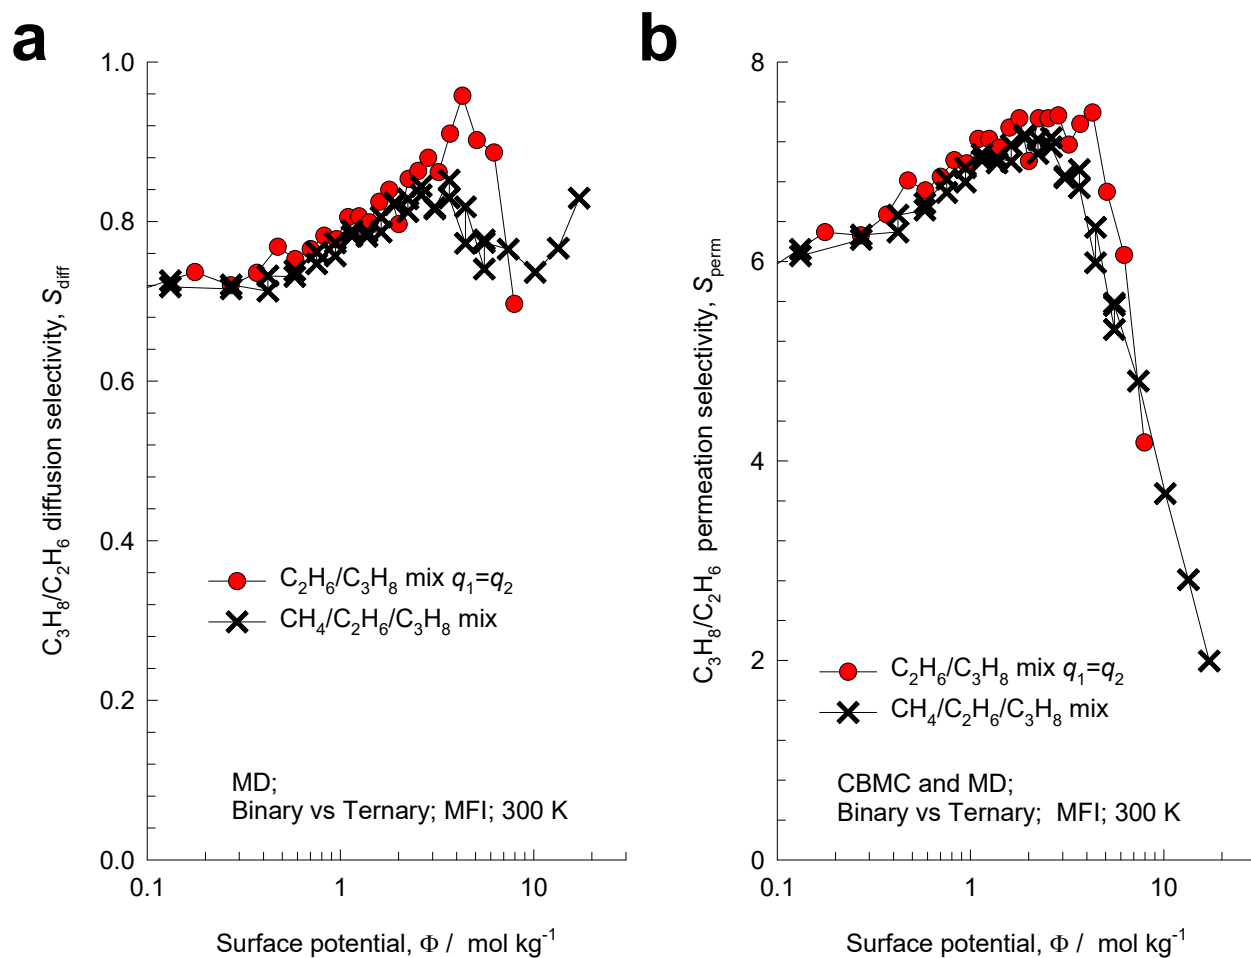 a
C₃H₈/C₂H₆ diffusion selectivity, S_diff
1.0
0.8
0.6
0.4
0.2
0.0
C₂H₆/C₃H₈ mix q₁=q₂
CH₄/C₂H₆/C₃H₈ mix
MD;
Binary vs Ternary; MFI; 300 K
0.1 1 10
Surface potential, Φ / mol kg⁻¹
b
C₃H₈/C₂H₆ permeation selectivity, S_perm
8
6
4
2
0
C₂H₆/C₃H₈ mix q₁=q₂
CH₄/C₂H₆/C₃H₈ mix
CBMC and MD;
Binary vs Ternary; MFI; 300 K
0.1 1 10
Surface potential, Φ / mol kg⁻¹